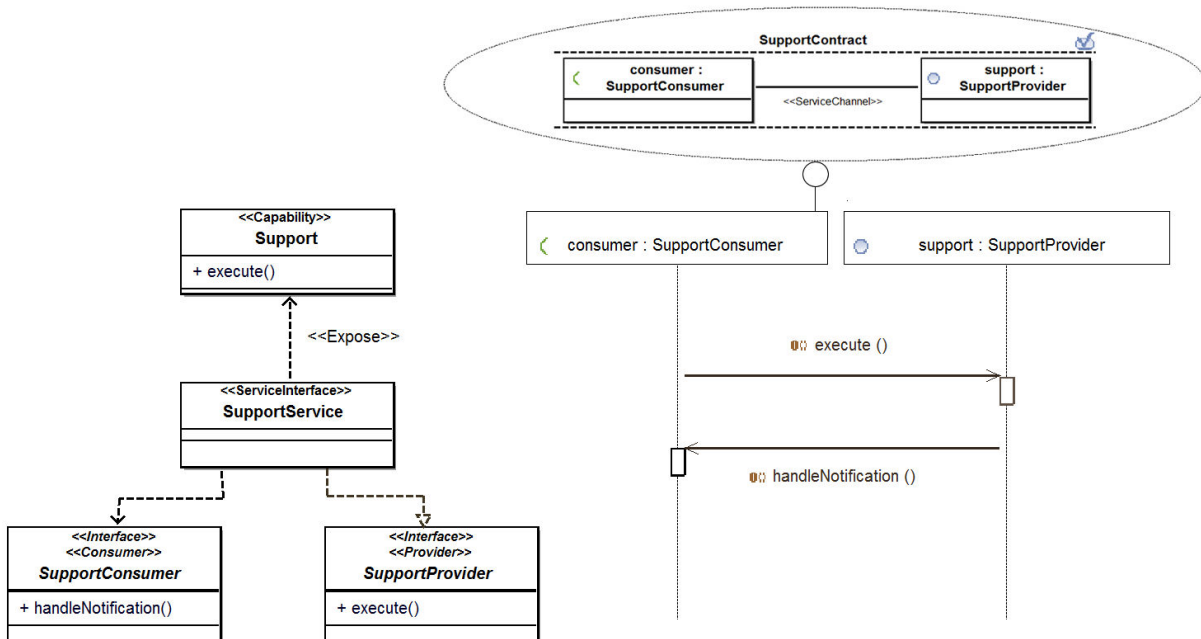 SupportContract
consumer :
SupportConsumer
<<ServiceChannel>>
support :
SupportProvider
<<Capability>>
Support
+ execute()
<<Expose>>
<<ServiceInterface>>
SupportService
<<Interface>>
<<Consumer>>
SupportConsumer
+ handleNotification()
<<Interface>>
<<Provider>>
SupportProvider
+ execute()
consumer : SupportConsumer
support : SupportProvider
execute ()
handleNotification ()